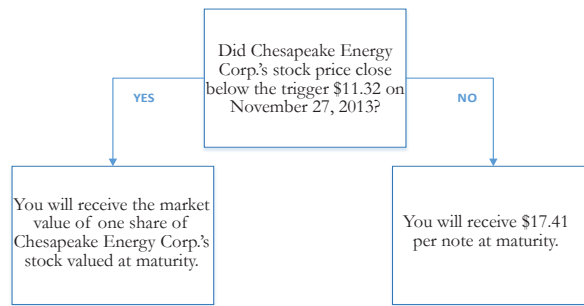 Did Chesapeake Energy
Corp.'s stock price close
below the trigger $11.32 on
November 27, 2013?
YES
NO
You will receive the market
value of one share of
Chesapeake Energy Corp.'s
stock valued at maturity.
You will receive $17.41
per note at maturity.